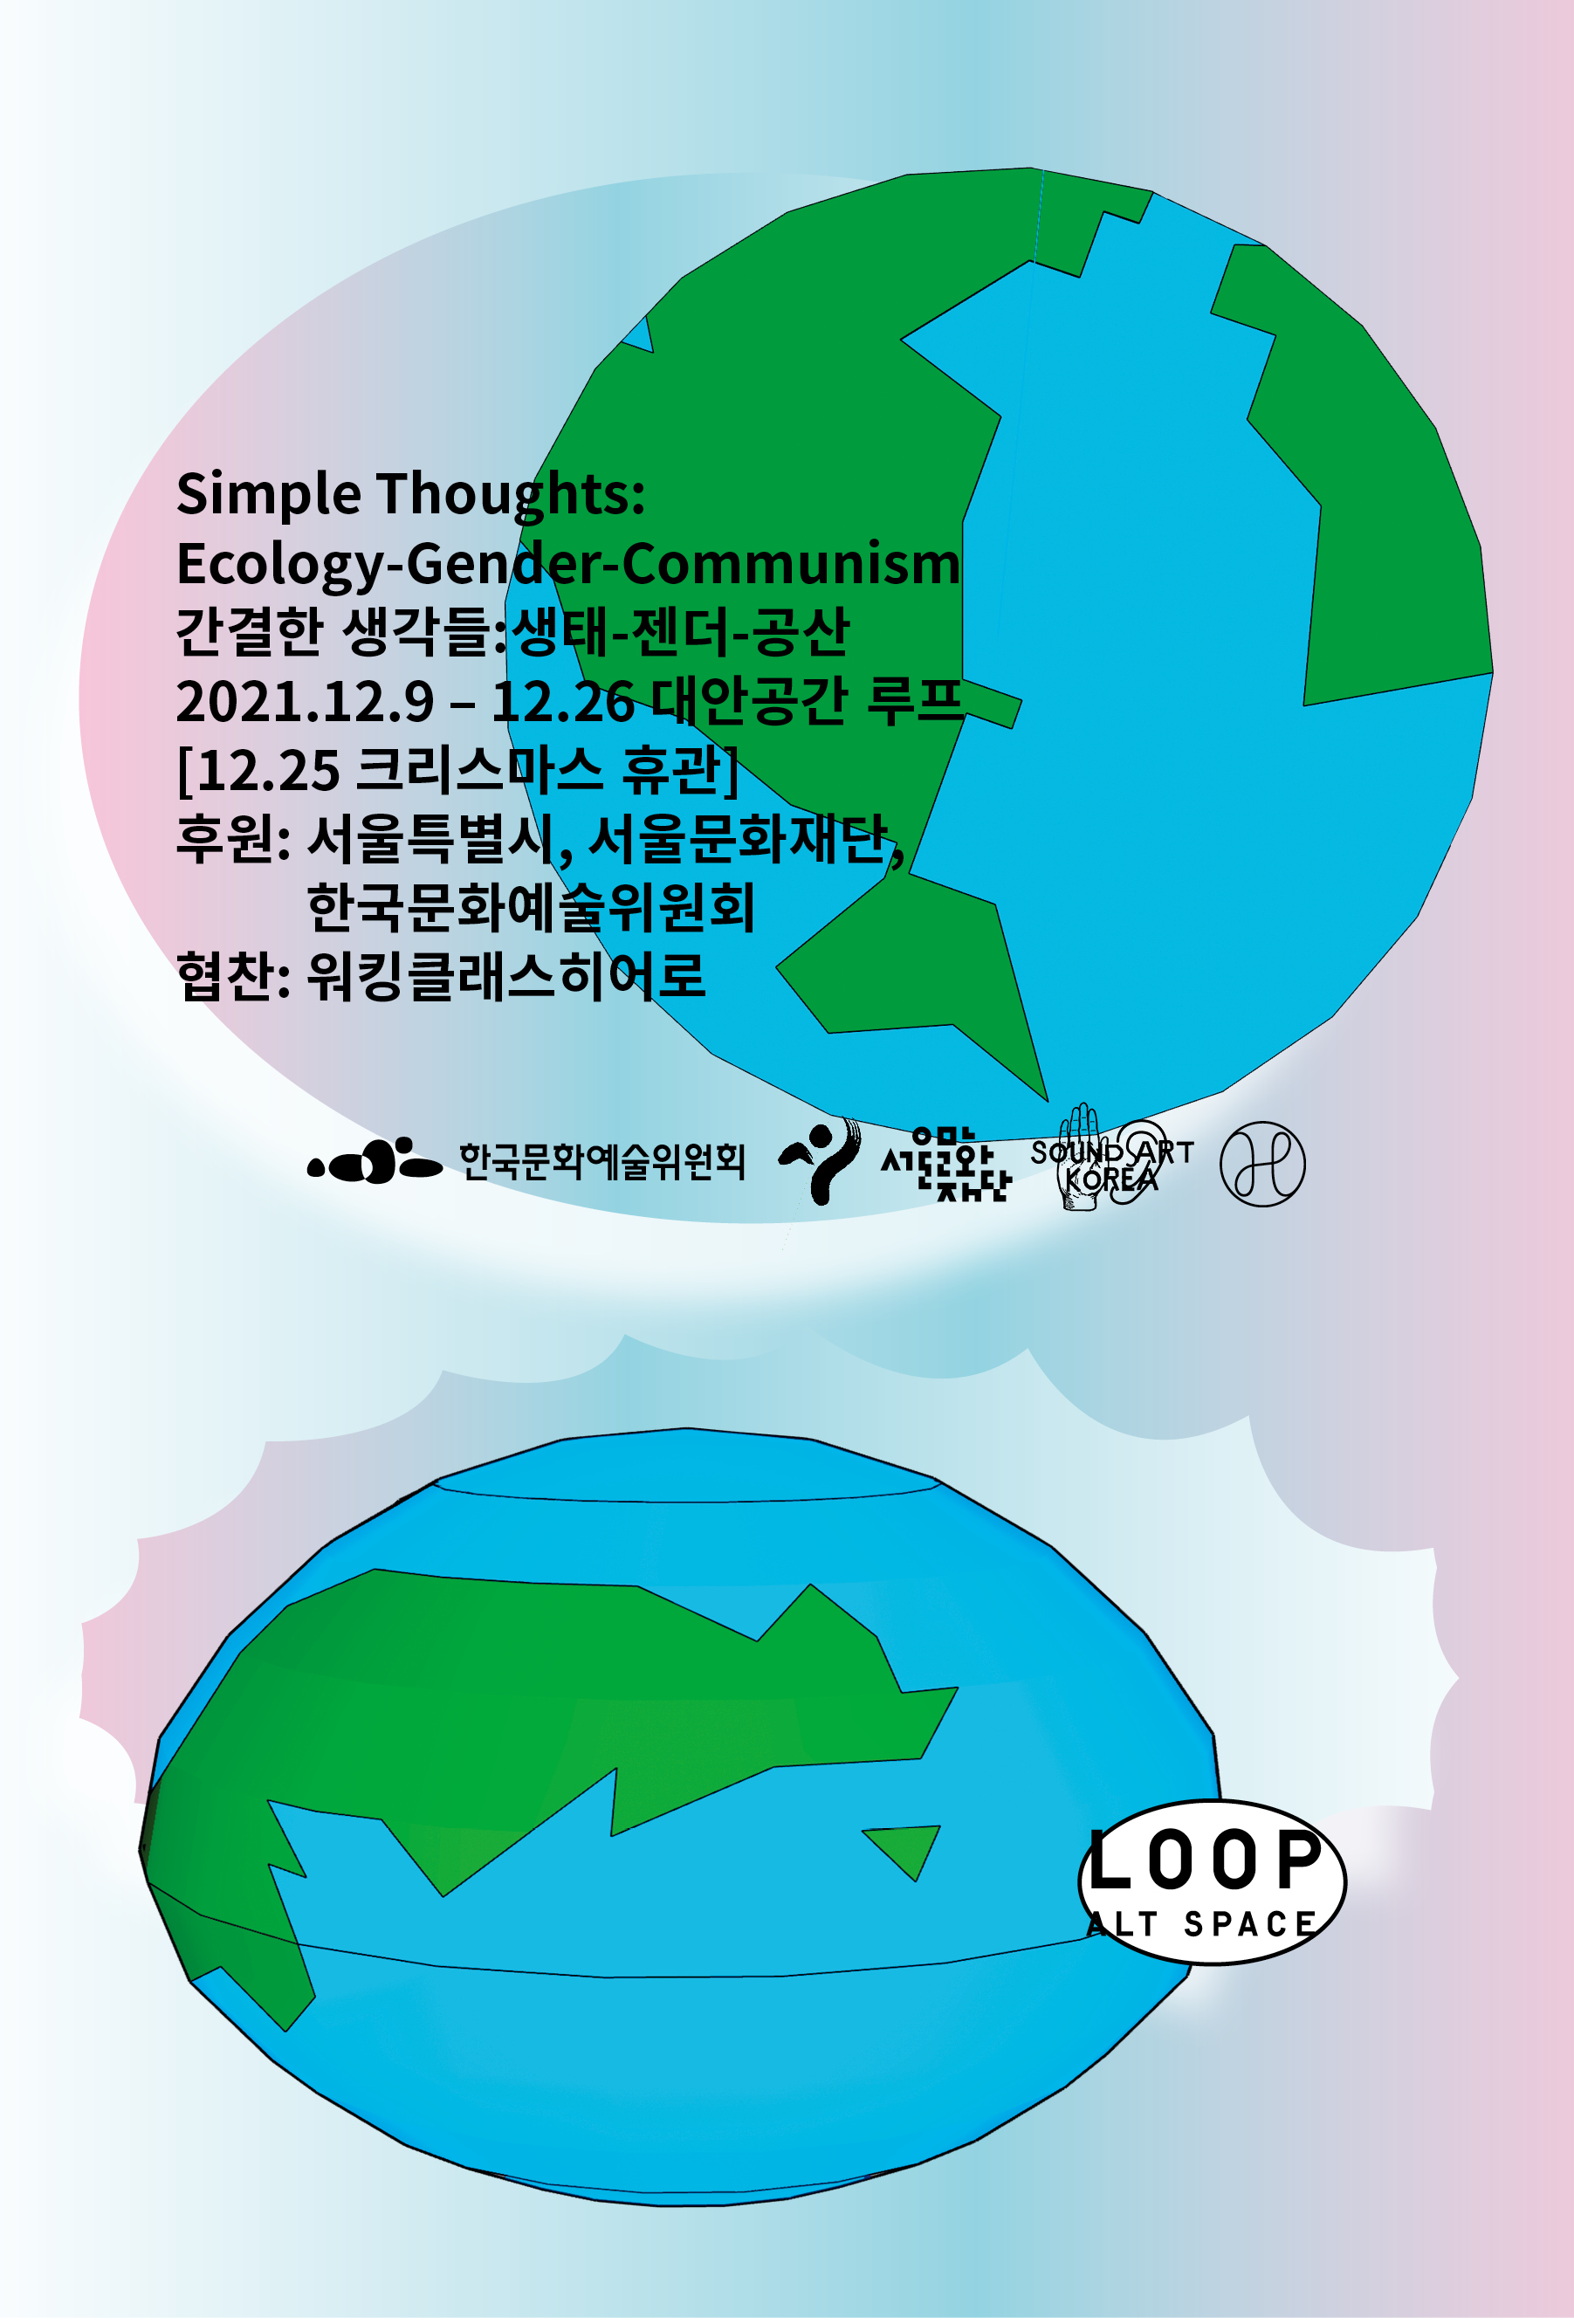 Simple Thoughts:
Ecology-Gender-Communism
간결한 생각들:생태-젠더-공산
2021.12.9 – 12.26 대안공간 루프
[12.25 크리스마스 휴관]
후원: 서울특별시, 서울문화재단,
한국문화예술위원회
협찬: 워킹클래스히어로
한국문화예술위원회
서울문화재단
SOUND ART
KOREA
LOOP
ALT SPACE